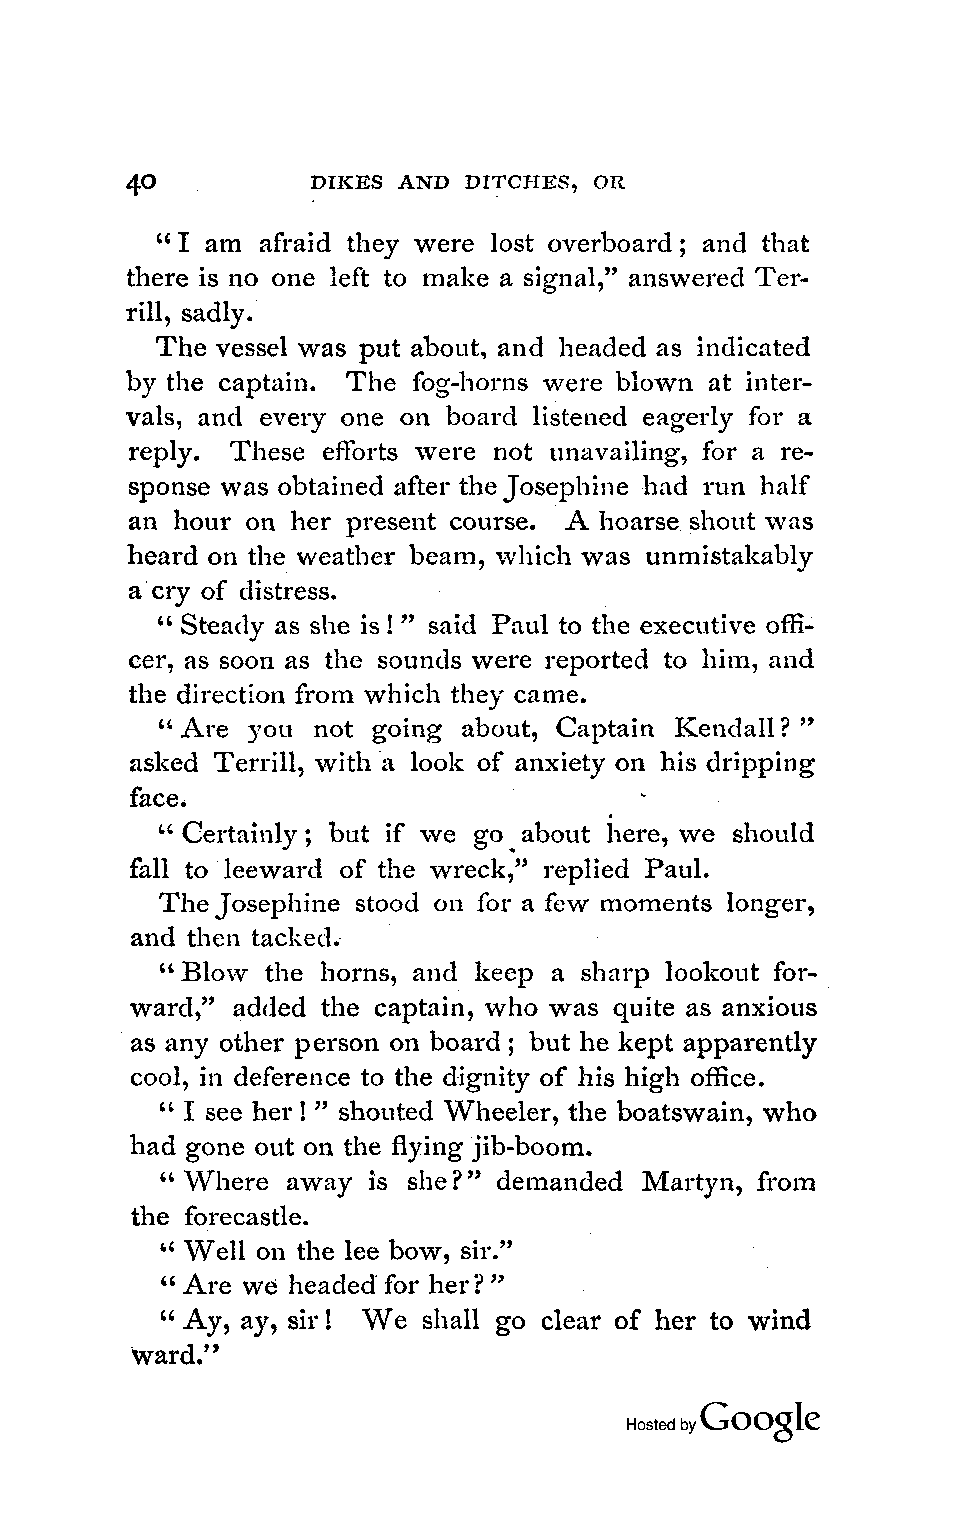 40 DIKES AND DITCHES, OR
“I am afraid they were lost overboard; and that
there is no one left to make a signal,” answered Ter-
rill, sadly.
The vessel was put about, and headed as indicated
by the captain. The fog-horns were blown at inter-
vals, and every one on board listened eagerly for a
reply. These efforts were not unavailing, for a re-
sponse was obtained after the Josephine had run half
an hour on her present course. A hoarse shout was
heard on the weather beam, which was unmistakably
a cry of distress.
“Steady as she is!” said Paul to the executive offi-
cer, as soon as the sounds were reported to him, and
the direction from which they came.
“Are you not going about, Captain Kendall?”
asked Terrill, with a look of anxiety on his dripping
face.
“Certainly; but if we go about here, we should
fall to leeward of the wreck,” replied Paul.
The Josephine stood on for a few moments longer,
and then tacked.
“Blow the horns, and keep a sharp lookout for-
ward,” added the captain, who was quite as anxious
as any other person on board; but he kept apparently
cool, in deference to the dignity of his high office.
“I see her!” shouted Wheeler, the boatswain, who
had gone out on the flying jib-boom.
“Where away is she?” demanded Martyn, from
the forecastle.
“Well on the lee bow, sir.”
“Are we headed for her?”
“Ay, ay, sir! We shall go clear of her to wind
ward.”
Hosted by Google